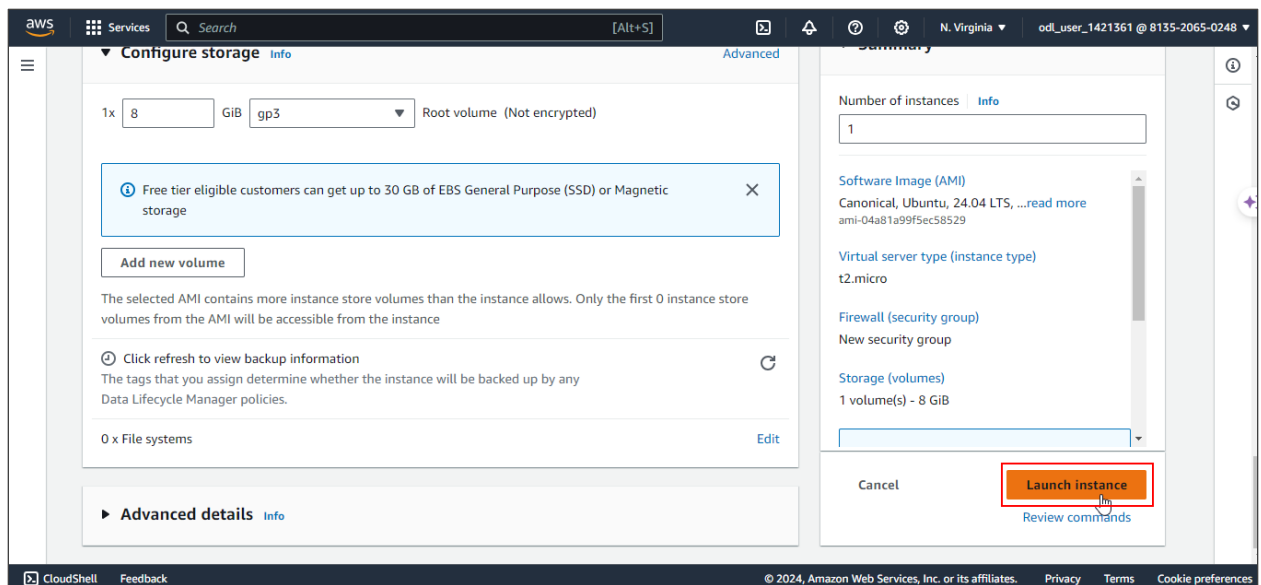 aws
Services
Search
[Alt+S]
N. Virginia
odl_user_1421361 @ 8135-2065-0248
Configure storage Info
Advanced
1x 8 GiB gp3 Root volume (Not encrypted)
Free tier eligible customers can get up to 30 GB of EBS General Purpose (SSD) or Magnetic
storage
Add new volume
The selected AMI contains more instance store volumes than the instance allows. Only the first 0 instance store
volumes from the AMI will be accessible from the instance
Click refresh to view backup information
The tags that you assign determine whether the instance will be backed up by any
Data Lifecycle Manager policies.
0 x File systems
Edit
Advanced details Info
Summary
Number of instances Info
1
Software Image (AMI)
Canonical, Ubuntu, 24.04 LTS, ...read more
ami-04a81a99f5ec58529
Virtual server type (instance type)
t2.micro
Firewall (security group)
New security group
Storage (volumes)
1 volume(s) - 8 GiB
Cancel
Launch instance
Review commands
CloudShell
Feedback
© 2024, Amazon Web Services, Inc. or its affiliates.
Privacy
Terms
Cookie preferences